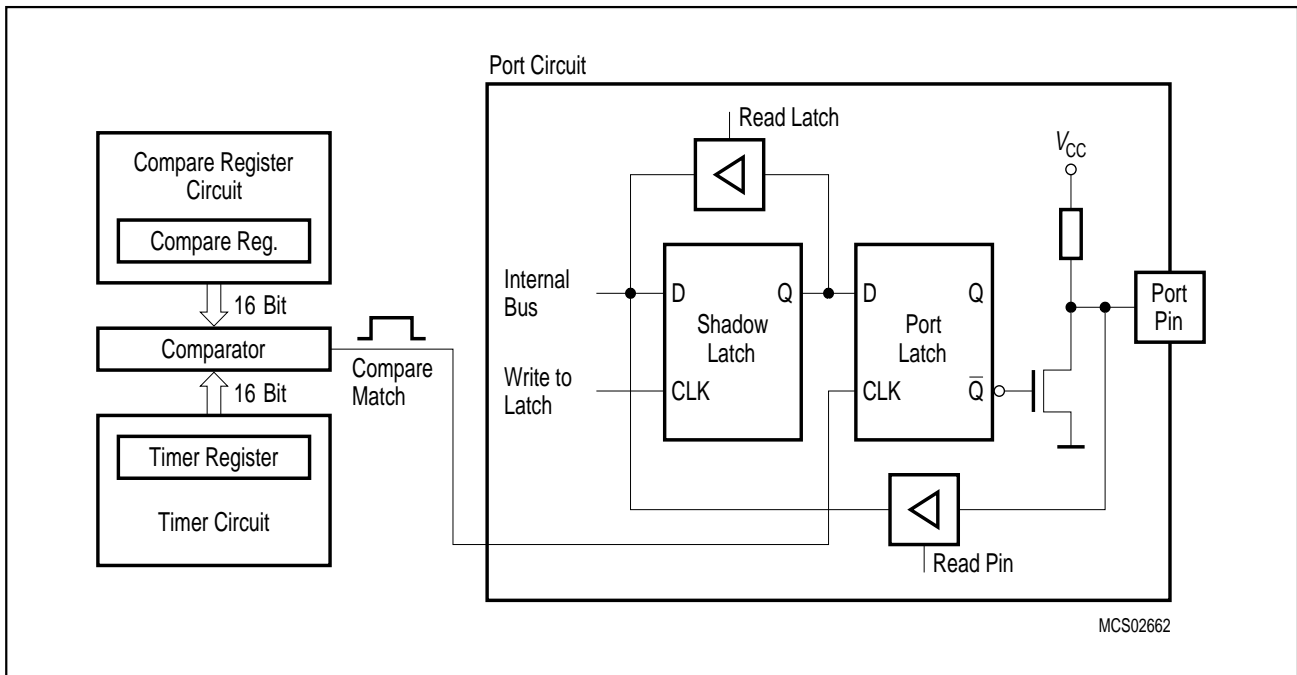 Port Circuit
Read Latch
Compare Register
Circuit
Compare Reg.
16 Bit
Comparator
16 Bit
Timer Register
Timer Circuit
Compare
Match
Internal
Bus
Write to
Latch
D
Q
Shadow
Latch
CLK
D
Q
Port
Latch
CLK
Q̅
VCC
Port
Pin
Read Pin
MCS02662